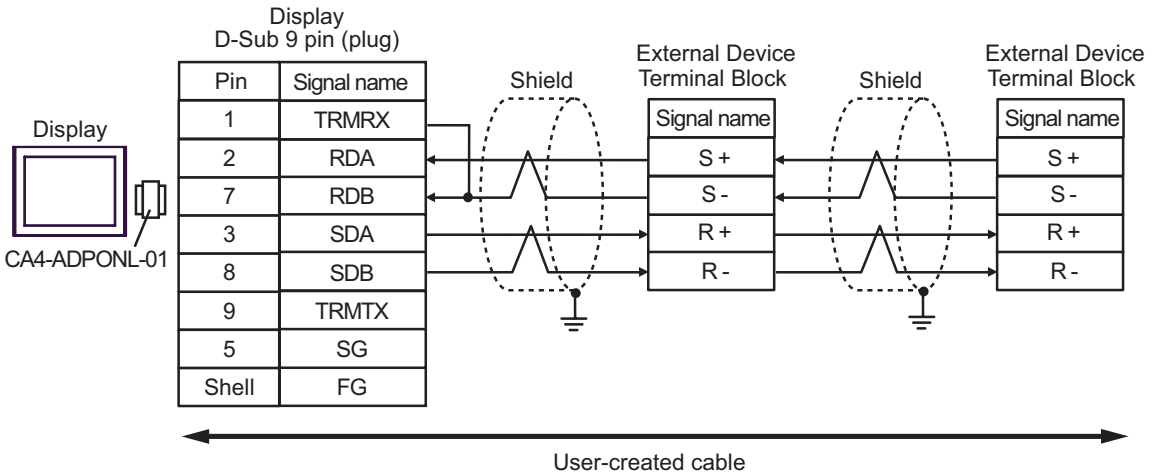 Display
D-Sub 9 pin (plug)
External Device
Terminal Block
External Device
Terminal Block
Pin Signal name
Shield
Shield
Signal name
Signal name
Display
CA4-ADPONL-01
1 TRMRX
2 RDA S + S +
7 RDB S - S -
3 SDA R + R +
8 SDB R - R -
9 TRMTX
5 SG
Shell FG
User-created cable